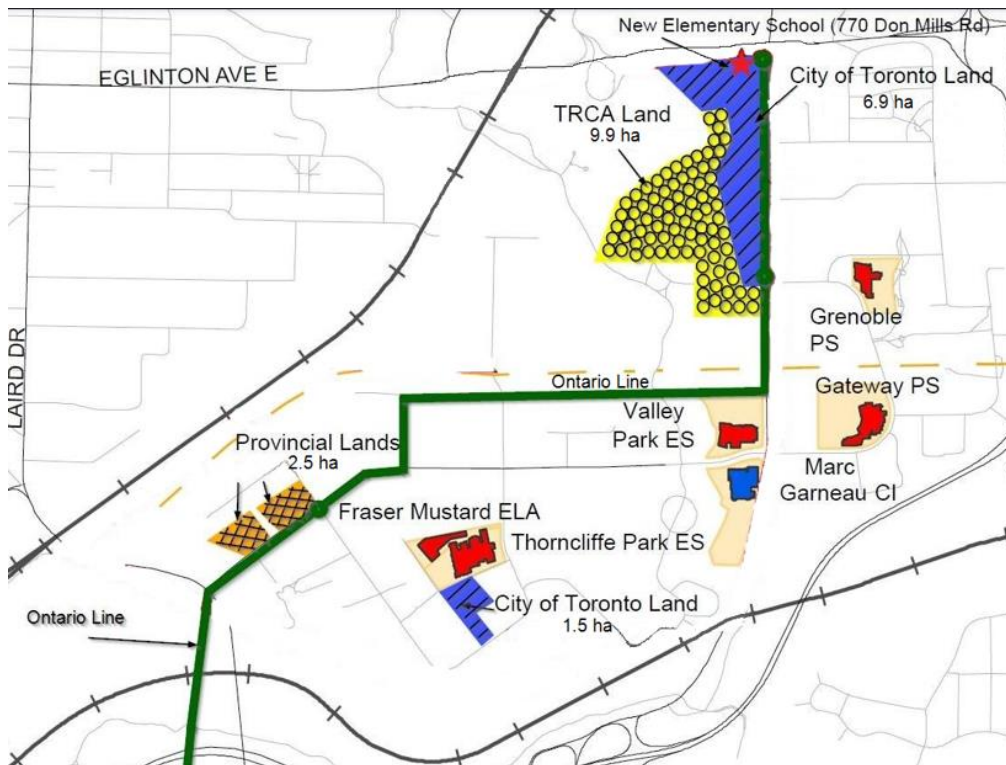 New Elementary School (770 Don Mills Rd)
EGLINTON AVE E
City of Toronto Land
6.9 ha
TRCA Land
9.9 ha
Grenoble
PS
LAIRD DR
Ontario Line
Gateway PS
Valley
Park ES
Provincial Lands
2.5 ha
Marc
Garneau CI
Fraser Mustard ELA
Thorncliffe Park ES
City of Toronto Land
1.5 ha
Ontario Line